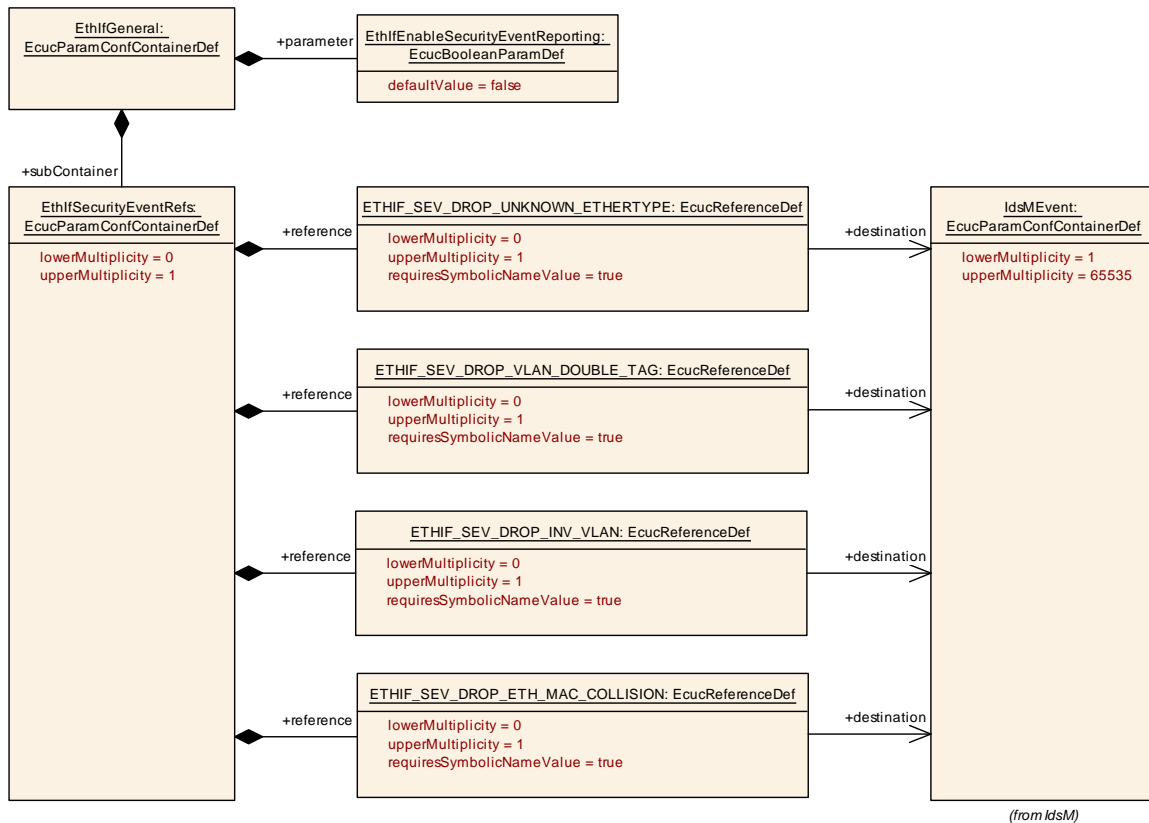 EthIfGeneral:
EcucParamConfContainerDef
+parameter
EthIfEnableSecurityEventReporting:
EcucBooleanParamDef
defaultValue = false
+subContainer
EthIfSecurityEventRefs:
EcucParamConfContainerDef
lowerMultiplicity = 0
upperMultiplicity = 1
+reference
ETHIF_SEV_DROP_UNKNOWN_ETHERTYPE: EcucReferenceDef
lowerMultiplicity = 0
upperMultiplicity = 1
requiresSymbolicNameValue = true
+destination
IdsMEvent:
EcucParamConfContainerDef
lowerMultiplicity = 1
upperMultiplicity = 65535
+reference
ETHIF_SEV_DROP_VLAN_DOUBLE_TAG: EcucReferenceDef
lowerMultiplicity = 0
upperMultiplicity = 1
requiresSymbolicNameValue = true
+destination
+reference
ETHIF_SEV_DROP_INV_VLAN: EcucReferenceDef
lowerMultiplicity = 0
upperMultiplicity = 1
requiresSymbolicNameValue = true
+destination
+reference
ETHIF_SEV_DROP_ETH_MAC_COLLISION: EcucReferenceDef
lowerMultiplicity = 0
upperMultiplicity = 1
requiresSymbolicNameValue = true
+destination
(from IdsM)